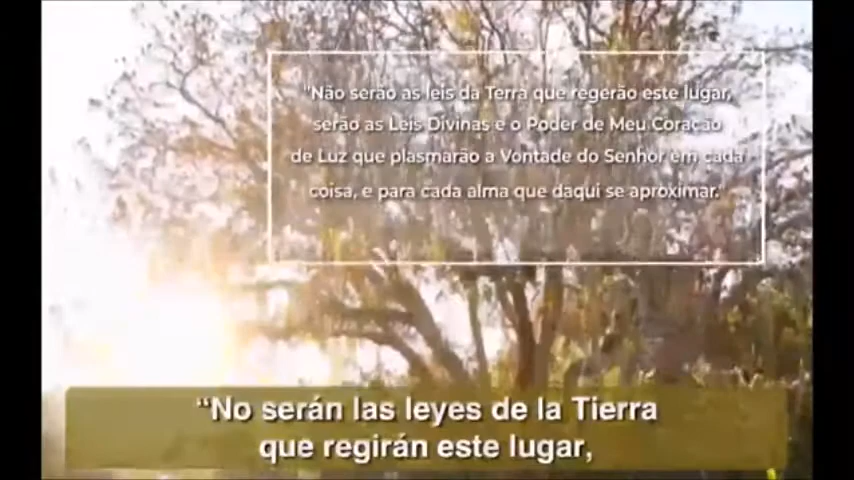 "Não serão as leis da Terra que regerão este lugar,
serão as Leis Divinas e o Poder de Meu Coração
de Luz que plasmarão a Vontade do Senhor em cada
coisa, e para cada alma que daqui se aproximar."
“No serán las leyes de la Tierra
que regirán este lugar,